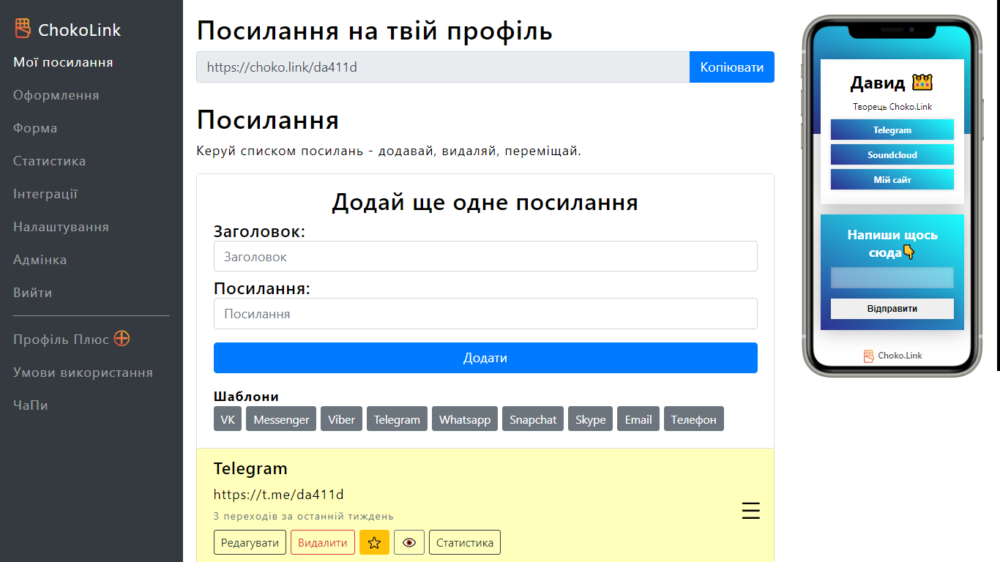 ChokoLink
Мої посилання
Оформлення
Форма
Статистика
Інтеграції
Налаштування
Адмінка
Вийти
Профіль Плюс
Умови використання
ЧаПи
Посилання на твій профіль
https://choko.link/da411d
Копіювати
Посилання
Керуй списком посилань - додавай, видаляй, переміщай.
Додай ще одне посилання
Заголовок:
Заголовок
Посилання:
Посилання
Додати
Шаблони
VK Messenger Viber Telegram Whatsapp Snapchat Skype Email Телефон
Telegram
https://t.me/da411d
3 переходів за останній тиждень
Редагувати Видалити Статистика
Давид
Творець Choko.Link
Telegram
Soundcloud
Мій сайт
Напиши щось
сюда
Відправити
Choko.Link